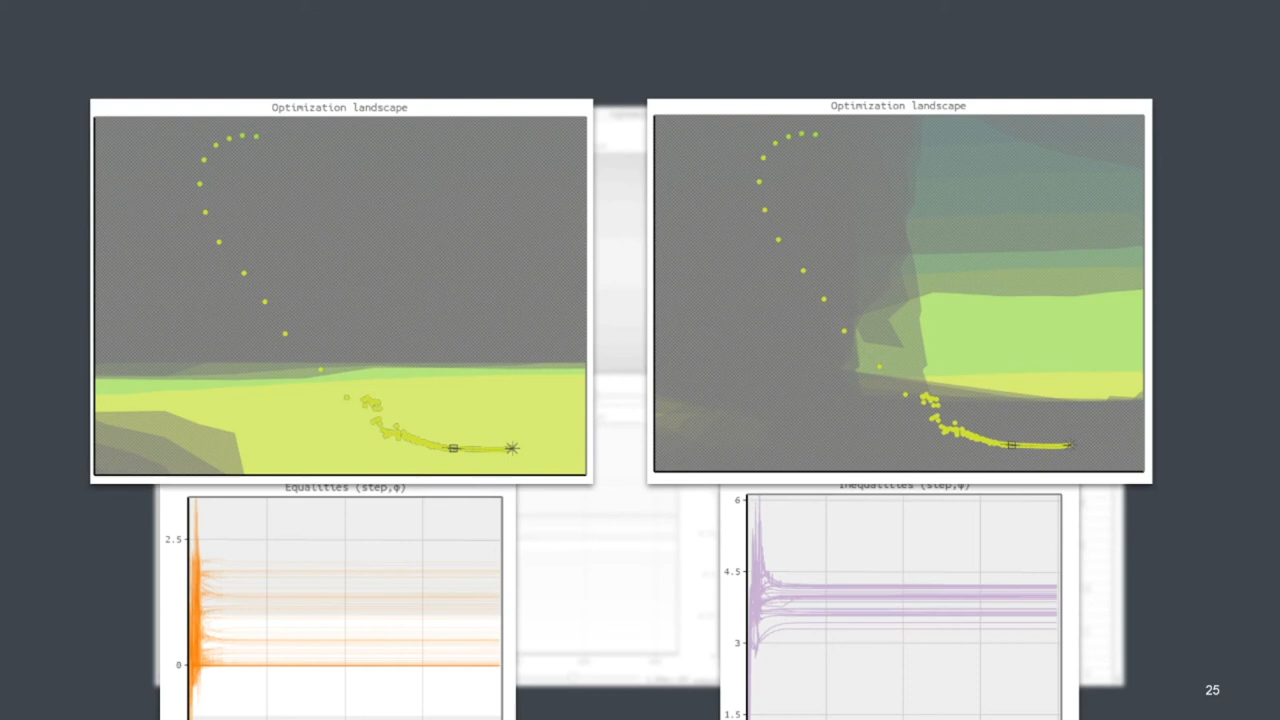 Optimization landscape
Optimization landscape
Equalities (step,φ)
2.5
0
Inequalities (step,φ)
6
4.5
3
1.5
25